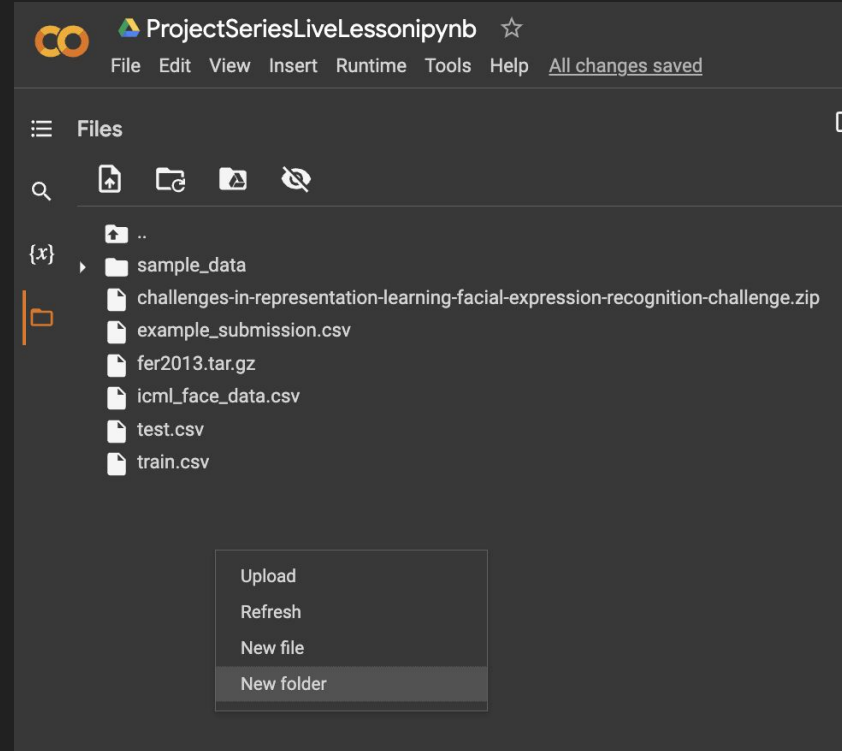 ProjectSeriesLiveLessonipynb
File Edit View Insert Runtime Tools Help All changes saved
Files
..
{x}
sample_data
challenges-in-representation-learning-facial-expression-recognition-challenge.zip
example_submission.csv
fer2013.tar.gz
icml_face_data.csv
test.csv
train.csv
Upload
Refresh
New file
New folder